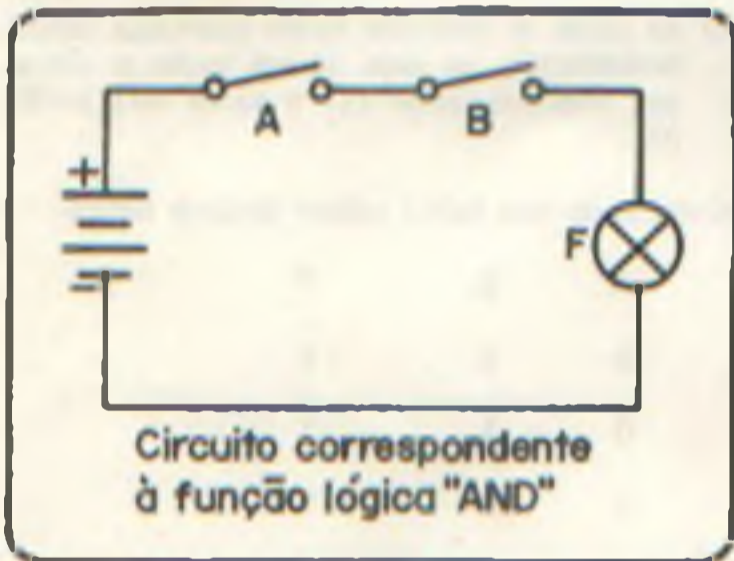 A
B
+
F
−
Circuito correspondente
à função lógica "AND"